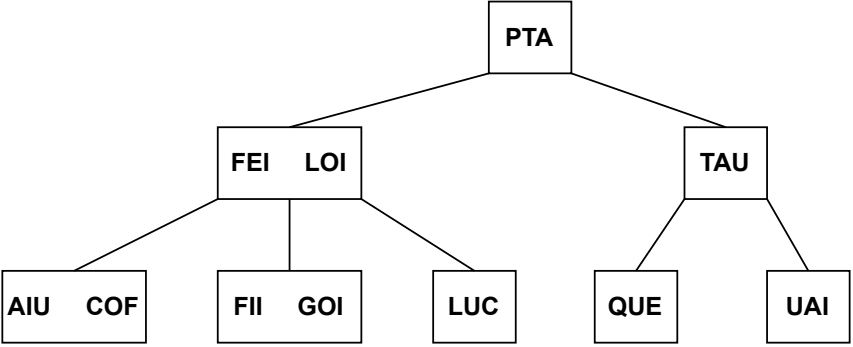 PTA
FEI LOI TAU
AIU COF FII GOI LUC QUE UAI